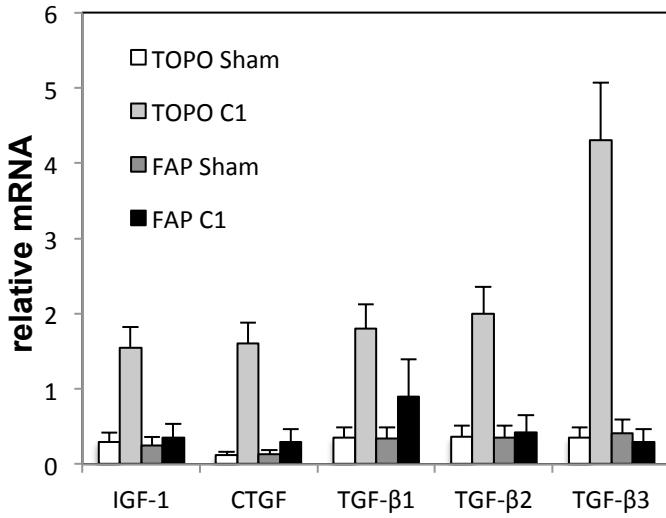 relative mRNA
6
5
4
3
2
1
0
TOPO Sham
TOPO C1
FAP Sham
FAP C1
IGF-1 CTGF TGF-β1 TGF-β2 TGF-β3